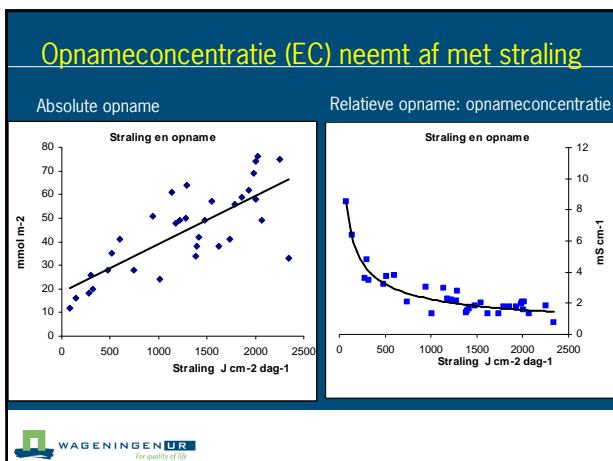 Opnameconcentratie (EC) neemt af met straling
Absolute opname
Straling en opname
mmol m-2
80
70
60
50
40
30
20
10
0
0 500 1000 1500 2000 2500
Straling J cm-2 dag-1
Relatieve opname: opnameconcentratie
Straling en opname
12
10
8
6
4
2
0
mS cm-1
0 500 1000 1500 2000 2500
Straling J cm-2 dag-1
WAGENINGEN UR
For quality of life